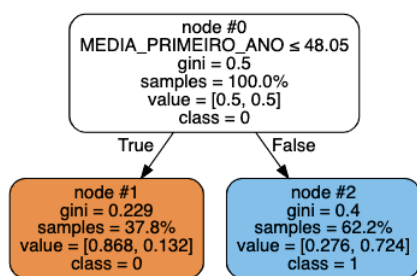 node #0
MEDIA_PRIMEIRO_ANO ≤ 48.05
gini = 0.5
samples = 100.0%
value = [0.5, 0.5]
class = 0
True
False
node #1
gini = 0.229
samples = 37.8%
value = [0.868, 0.132]
class = 0
node #2
gini = 0.4
samples = 62.2%
value = [0.276, 0.724]
class = 1